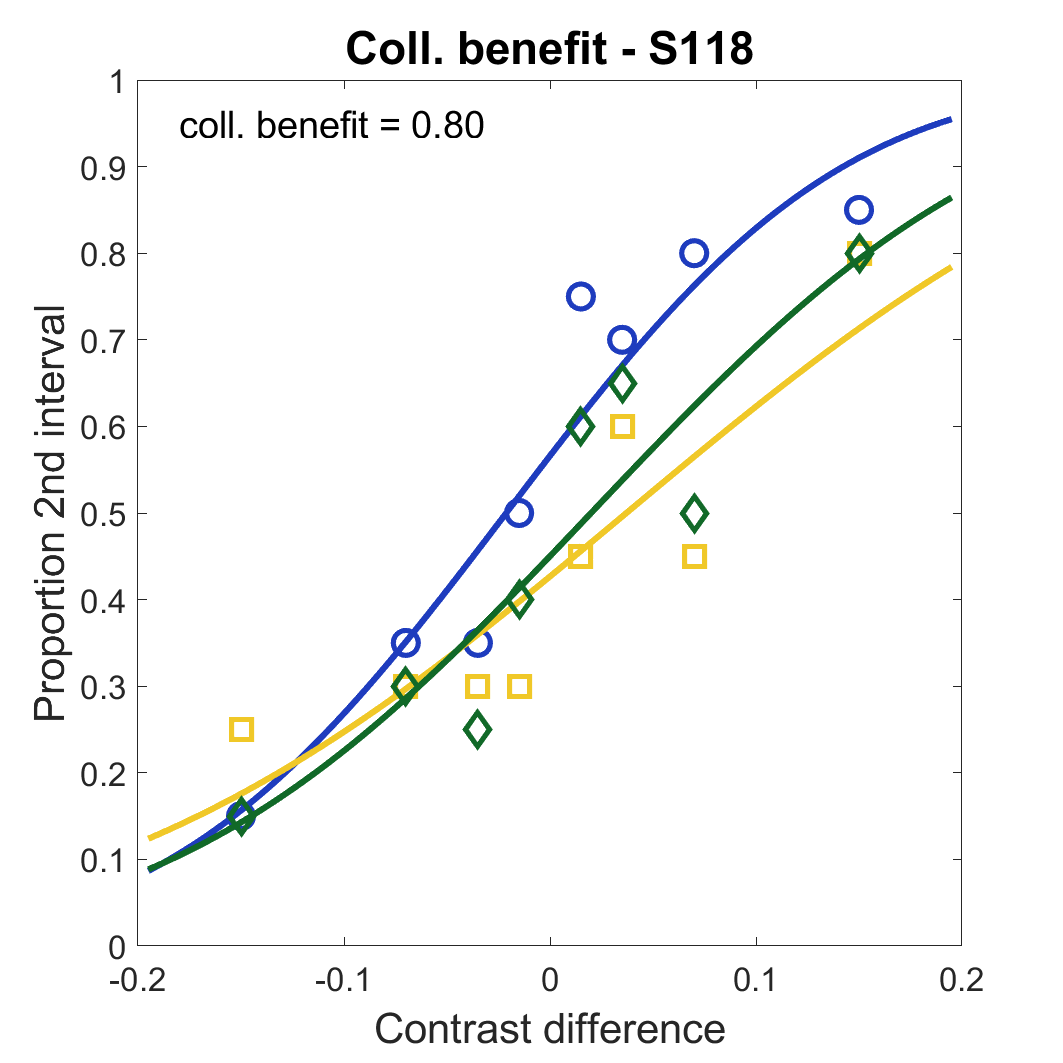 Coll. benefit - S118
coll. benefit = 0.80
1
0.9
0.8
0.7
0.6
0.5
0.4
0.3
0.2
0.1
0
Proportion 2nd interval
-0.2 -0.1 0 0.1 0.2
Contrast difference